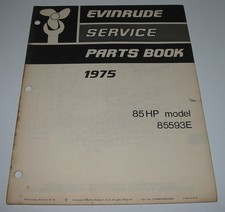 EVINRUDE
SERVICE
PARTS BOOK
1975
85HP model
85593E